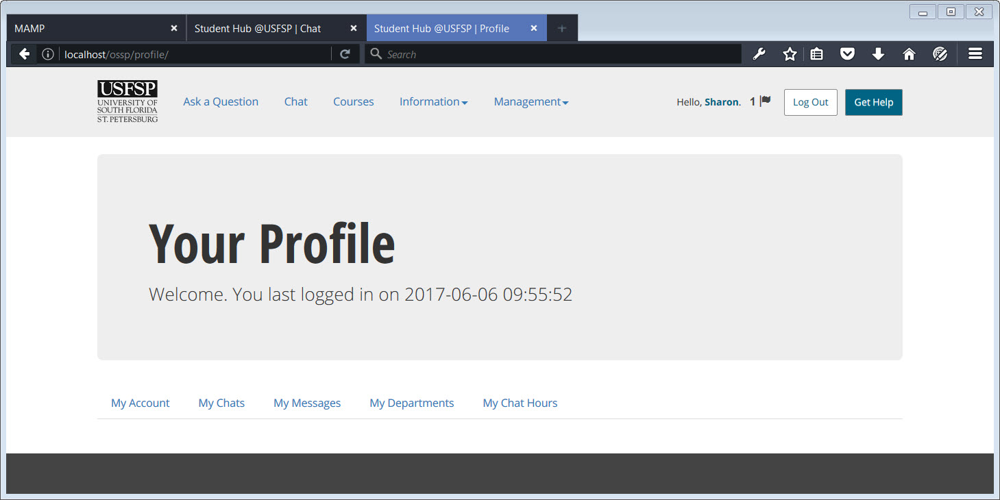 MAMP
Student Hub @USFSP | Chat
Student Hub @USFSP | Profile
localhost/ossp/profile/
Search
USFSP
UNIVERSITY OF
SOUTH FLORIDA
ST. PETERSBURG
Ask a Question Chat Courses Information Management
Hello, Sharon. 1 Log Out Get Help
Your Profile
Welcome. You last logged in on 2017-06-06 09:55:52
My Account My Chats My Messages My Departments My Chat Hours